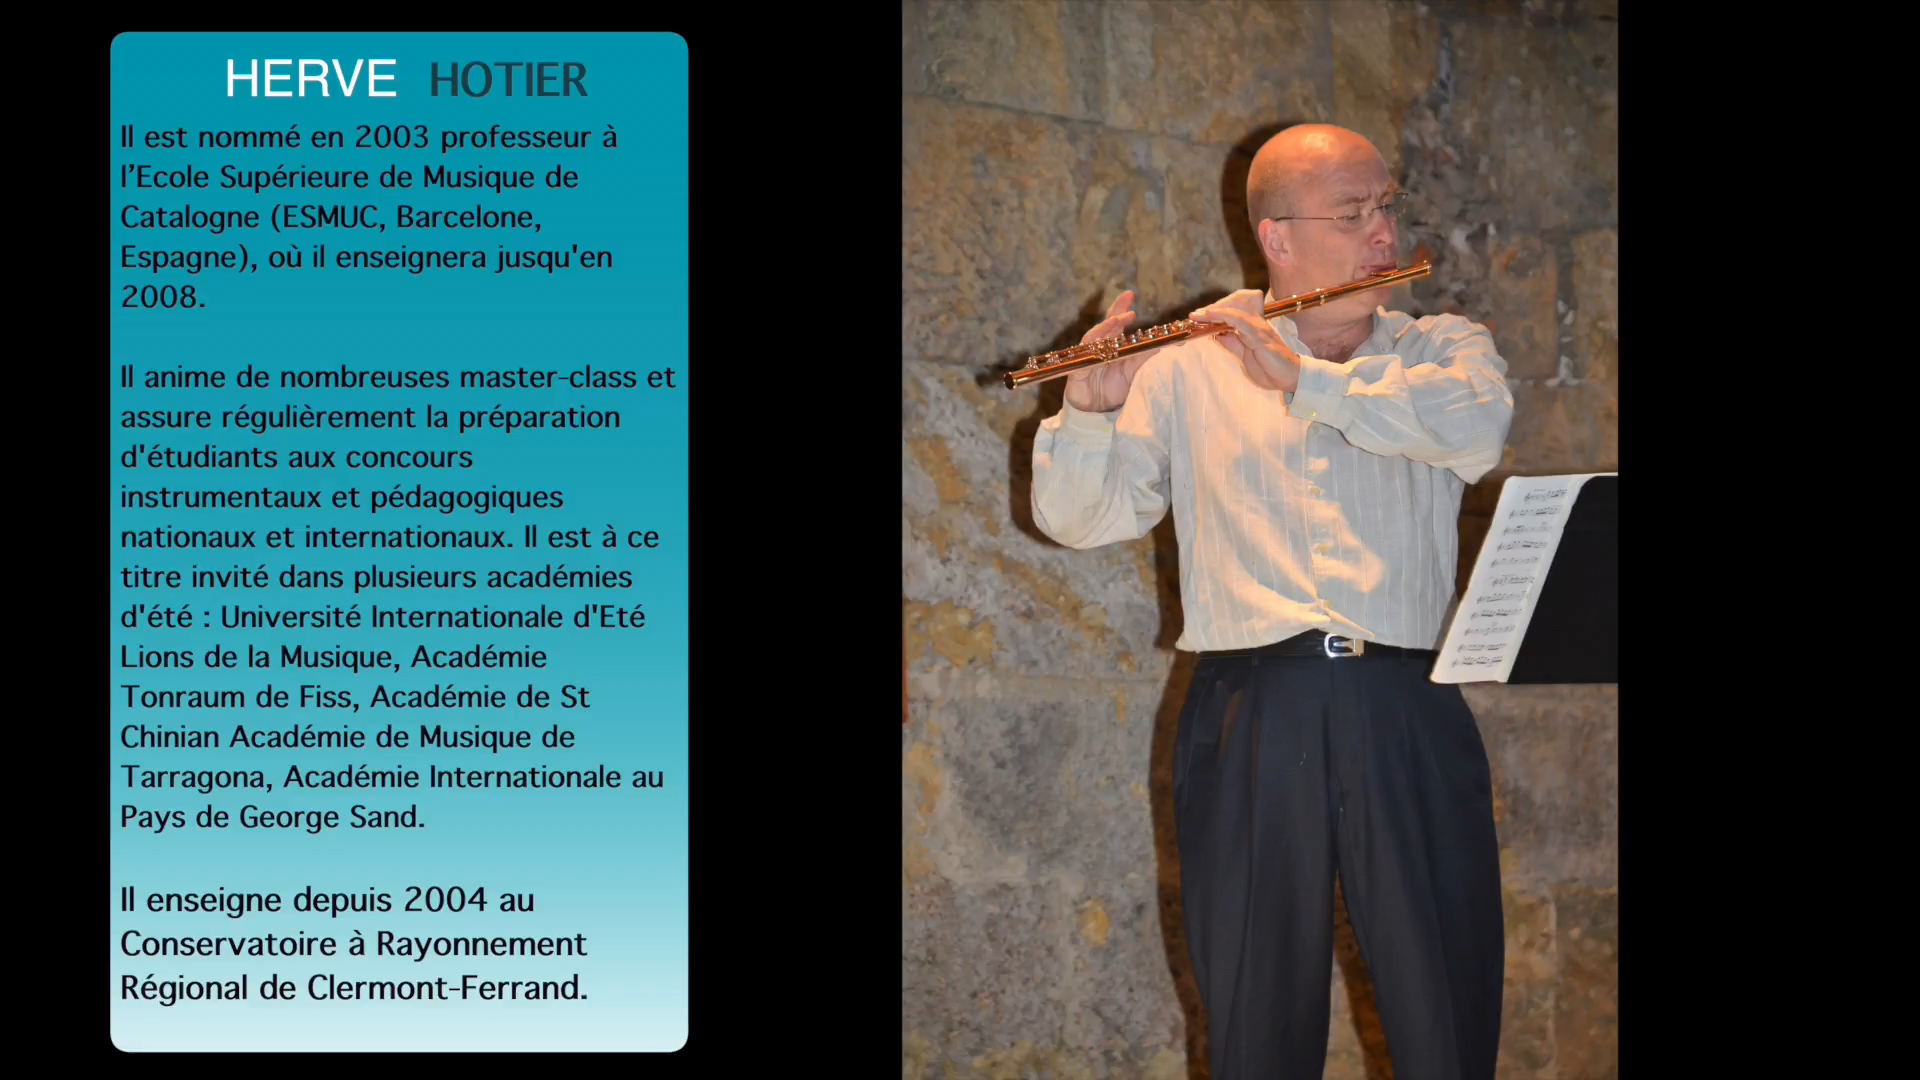 HERVE HOTIER
Il est nommé en 2003 professeur à
l’Ecole Supérieure de Musique de
Catalogne (ESMUC, Barcelone,
Espagne), où il enseignera jusqu'en
2008.
Il anime de nombreuses master-class et
assure régulièrement la préparation
d'étudiants aux concours
instrumentaux et pédagogiques
nationaux et internationaux. Il est à ce
titre invité dans plusieurs académies
d'été : Université Internationale d'Eté
Lions de la Musique, Académie
Tonraum de Fiss, Académie de St
Chinian Académie de Musique de
Tarragona, Académie Internationale au
Pays de George Sand.
Il enseigne depuis 2004 au
Conservatoire à Rayonnement
Régional de Clermont-Ferrand.